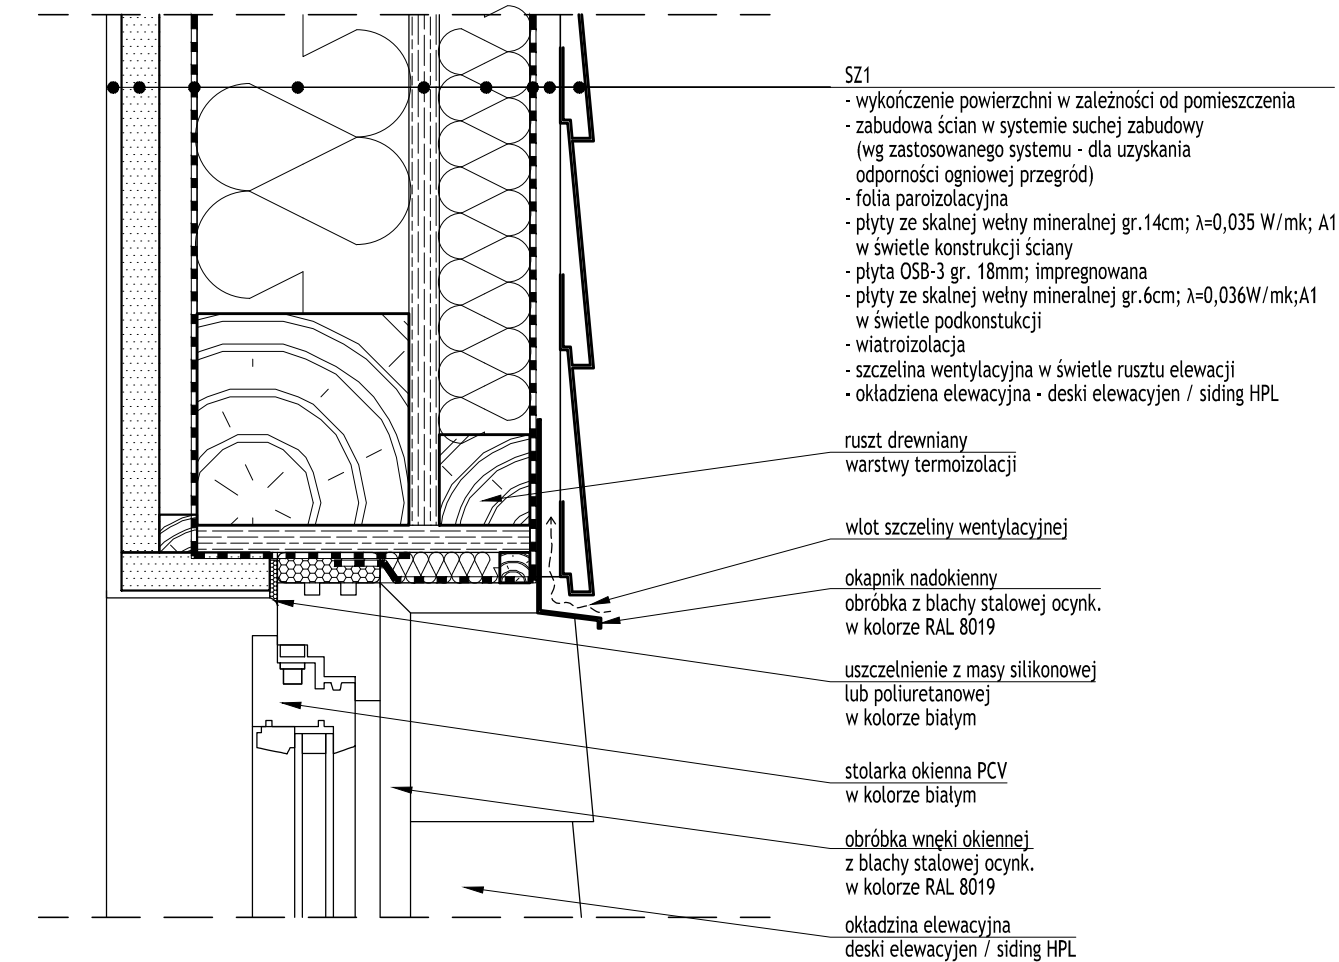 SZ1
- wykończenie powierzchni w zależności od pomieszczenia
- zabudowa ścian w systemie suchej zabudowy
(wg zastosowanego systemu - dla uzyskania
odporności ogniowej przegród)
- folia paroizolacyjna
- płyty ze skalnej wełny mineralnej gr.14cm; λ=0,035 W/mk; A1
w świetle konstrukcji ściany
- płyta OSB-3 gr. 18mm; impregnowana
- płyty ze skalnej wełny mineralnej gr.6cm; λ=0,036W/mk;A1
w świetle podkonstukcji
- wiatroizolacja
- szczelina wentylacyjna w świetle rusztu elewacji
- okładziena elewacyjna - deski elewacyjen / siding HPL
ruszt drewniany
warstwy termoizolacji
wlot szczeliny wentylacyjnej
okapnik nadokienny
obróbka z blachy stalowej ocynk.
w kolorze RAL 8019
uszczelnienie z masy silikonowej
lub poliuretanowej
w kolorze białym
stolarka okienna PCV
w kolorze białym
obróbka wnęki okiennej
z blachy stalowej ocynk.
w kolorze RAL 8019
okładzina elewacyjna
deski elewacyjen / siding HPL